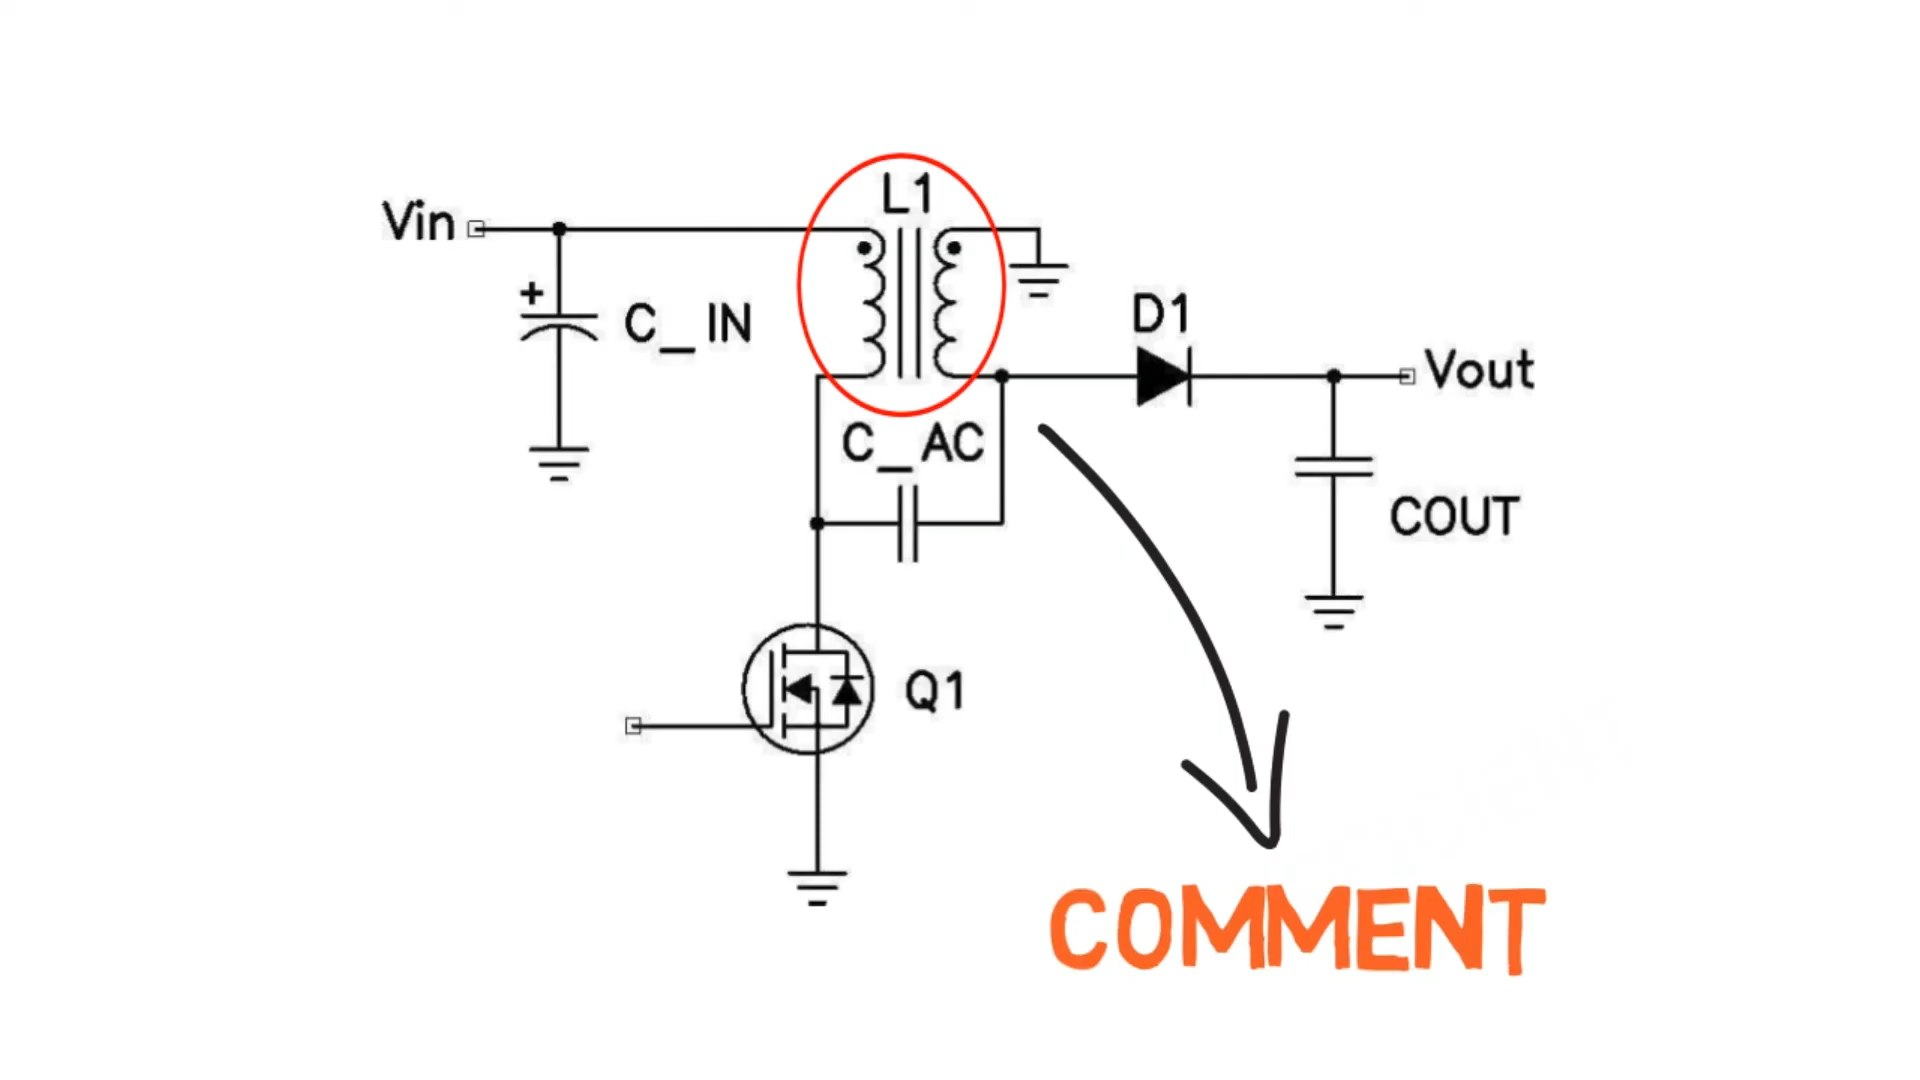 L1
Vin
+
C_IN
D1
Vout
C_AC
COUT
Q1
COMMENT